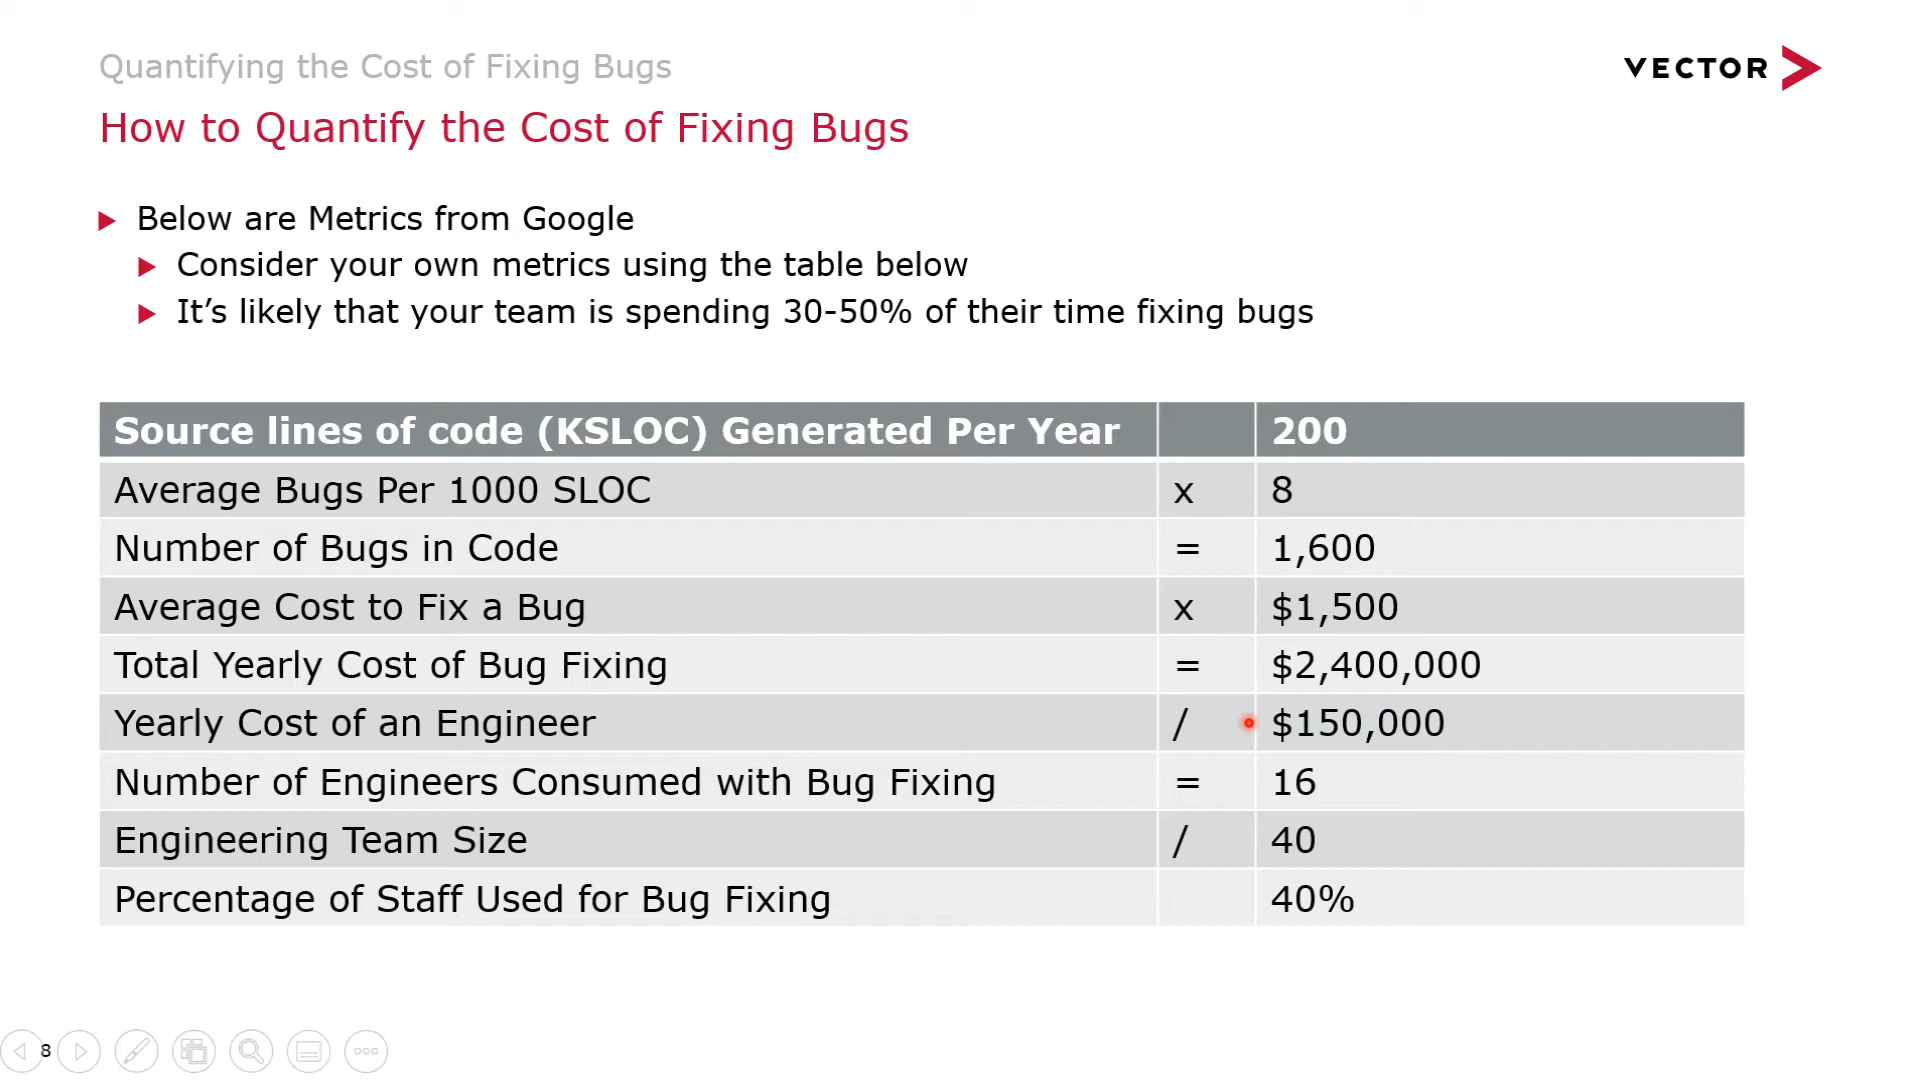 Quantifying the Cost of Fixing Bugs
VECTOR
How to Quantify the Cost of Fixing Bugs
Below are Metrics from Google
Consider your own metrics using the table below
It’s likely that your team is spending 30-50% of their time fixing bugs
Source lines of code (KSLOC) Generated Per Year 200
Average Bugs Per 1000 SLOC x 8
Number of Bugs in Code = 1,600
Average Cost to Fix a Bug x $1,500
Total Yearly Cost of Bug Fixing = $2,400,000
Yearly Cost of an Engineer / $150,000
Number of Engineers Consumed with Bug Fixing = 16
Engineering Team Size / 40
Percentage of Staff Used for Bug Fixing 40%
8